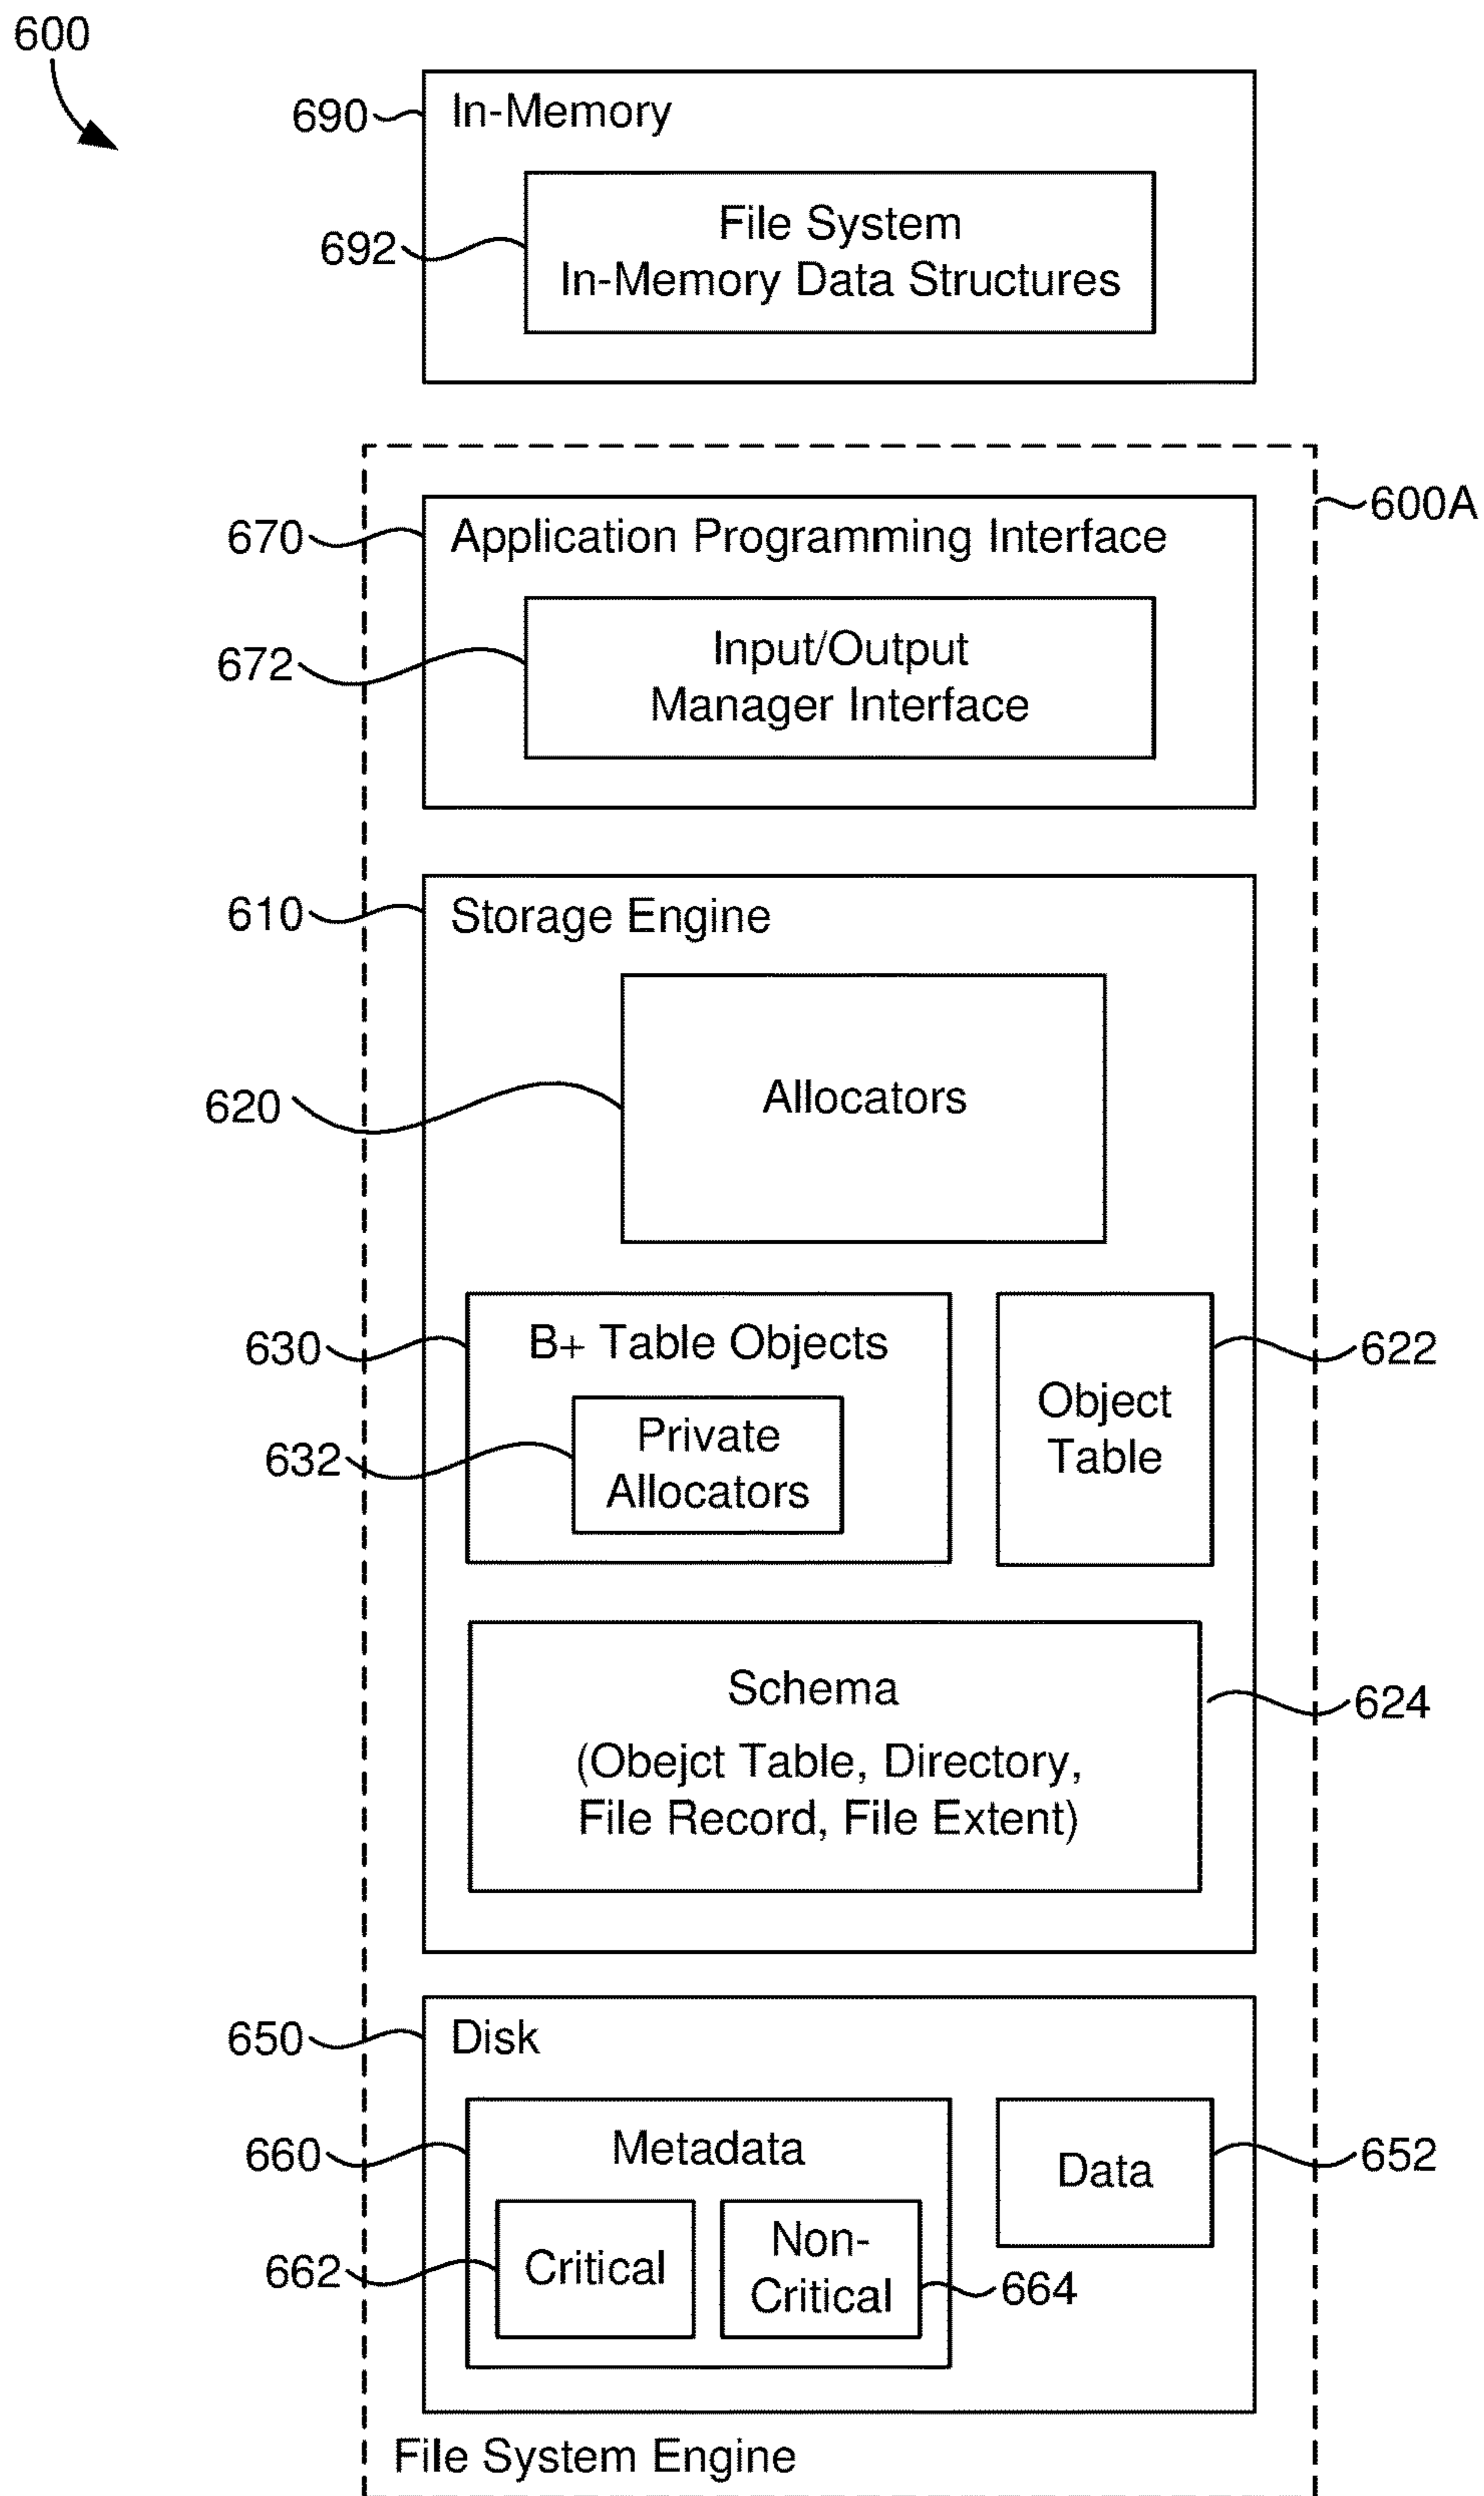 600
690
In-Memory
692
File System
In-Memory Data Structures
600A
670
Application Programming Interface
672
Input/Output
Manager Interface
610
Storage Engine
620
Allocators
630
B+ Table Objects
622
Object
Table
632
Private
Allocators
Schema
624
(Obejct Table, Directory,
File Record, File Extent)
650
Disk
660
Metadata
652
Data
662
Critical
Non-
Critical
664
File System Engine